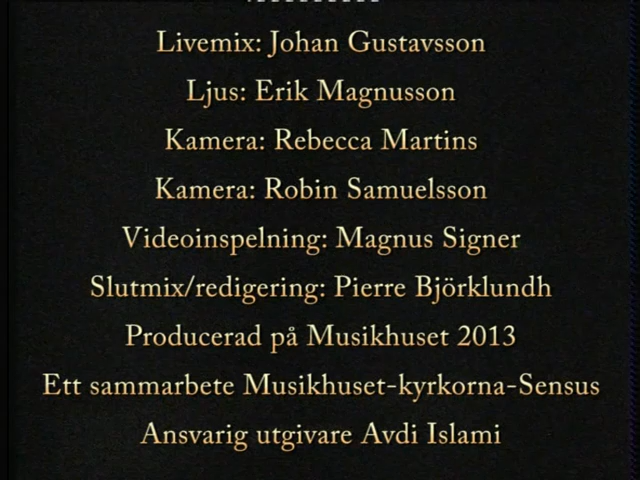 Livemix: Johan Gustavsson
Ljus: Erik Magnusson
Kamera: Rebecca Martins
Kamera: Robin Samuelsson
Videoinspelning: Magnus Signer
Slutmix/redigering: Pierre Björklundh
Producerad på Musikhuset 2013
Ett sammarbete Musikhuset-kyrkorna-Sensus
Ansvarig utgivare Avdi Islami